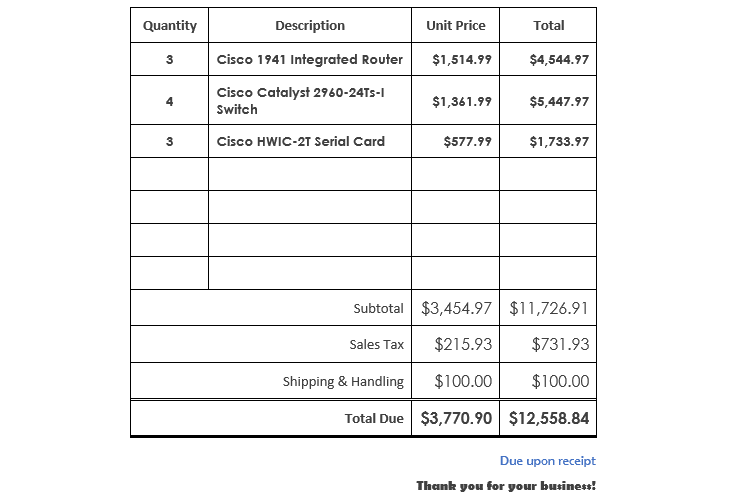 Quantity Description Unit Price Total
3 Cisco 1941 Integrated Router $1,514.99 $4,544.97
4 Cisco Catalyst 2960-24Ts-I Switch $1,361.99 $5,447.97
3 Cisco HWIC-2T Serial Card $577.99 $1,733.97
Subtotal $3,454.97 $11,726.91
Sales Tax $215.93 $731.93
Shipping & Handling $100.00 $100.00
Total Due $3,770.90 $12,558.84
Due upon receipt
Thank you for your business!